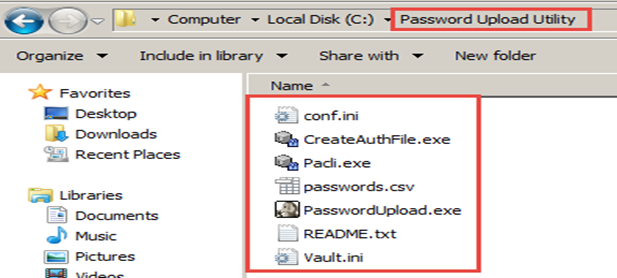 Computer Local Disk (C:) Password Upload Utility
Organize Include in library Share with New folder
Favorites
Desktop
Downloads
Recent Places
Libraries
Documents
Music
Pictures
Videos
Name
conf.ini
CreateAuthFile.exe
Pacli.exe
passwords.csv
PasswordUpload.exe
README.txt
Vault.ini